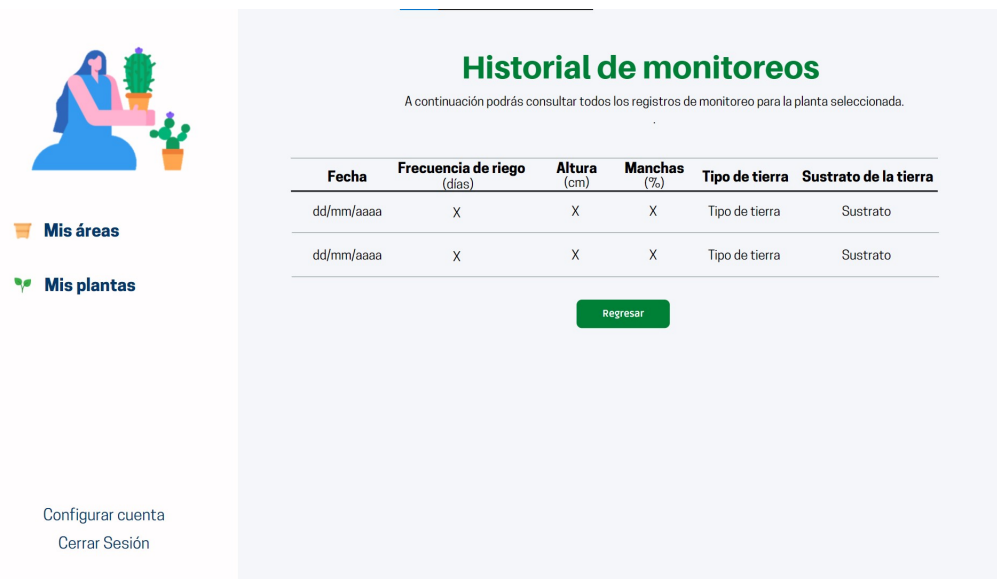 Historial de monitoreos
A continuación podrás consultar todos los registros de monitoreo para la planta seleccionada.
.
Fecha Frecuencia de riego (días) Altura (cm) Manchas (%) Tipo de tierra Sustrato de la tierra
dd/mm/aaaa X X X Tipo de tierra Sustrato
dd/mm/aaaa X X X Tipo de tierra Sustrato
Regresar
Mis áreas
Mis plantas
Configurar cuenta
Cerrar Sesión